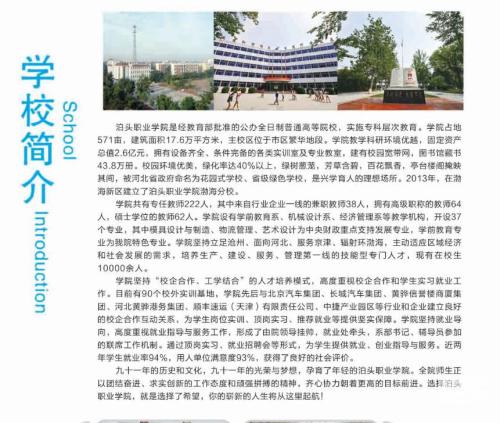 学校简介
School Introduction
泊头职业学院是经教育部批准的公办全日制普通高等院校，实施专科层次教育。学院占地
571亩，建筑面积17.6万平方米，主校区位于市区繁华地段。学院教学科研环境优越，固定资
产总值2.6亿元，拥有设备齐全、条件完备的各类实训室及专业教室，建有校园宽带网，图书馆藏书
43.8万册。校园环境优美，绿化率达40%以上，绿树葱茏，芳草含碧，百花飘香，亭台楼阁掩映
其间，被河北省政府命名为花园式学校、省级绿色学校，是兴学育人的理想场所。2013年，在渤
海新区建立了泊头职业学院渤海分校。
学院共有专任教师222人，其中来自行业企业一线的兼职教师38人，拥有高级职称的教师64
人，硕士学位的教师62人。学院设有学前教育系、机械设计系、经济管理系等教学机构，开设37
个专业，其中模具设计与制造、物流管理、艺术设计为中央财政重点支持发展专业，学前教育专
业为我院特色专业。学院坚持立足沧州、面向河北、服务京津、辐射环渤海，主动适应区域经济
和社会发展的需求，培养生产、建设、服务、管理第一线的技能型专门人才，现有在校生
10000余人。
学院坚持“校企合作、工学结合”的人才培养模式，高度重视校企合作和学生实习就业工
作。目前有90个校外实训基地，学院先后与北京汽车集团、长城汽车集团、黄骅信誉楼商厦集
团、河北黄骅港务集团、顺丰速运（天津）有限责任公司、中捷产业园区等行业和企业建立良好
的校企合作互动关系，为学生岗位实训、顶岗实习、推荐就业等提供坚实保障。学院坚持就业导
向，高度重视就业指导与服务工作，形成了由院领导挂帅，就业处牵头，系部书记、辅导员参加
的联席工作机制。通过顶岗实习、就业招聘会等形式，为学生提供就业、创业指导与服务。近两
年学生就业率94%，用人单位满意度93%，获得了良好的社会评价。
九十一年的历史和文化，九十一年的光荣与梦想，孕育了年轻的泊头职业学院。全院师生正
以团结奋进、求实创新的工作态度和顽强拼搏的精神，齐心协力朝着更高的目标前进。选择泊头
职业学院，就是选择了希望，你的崭新的人生将从这里起航！